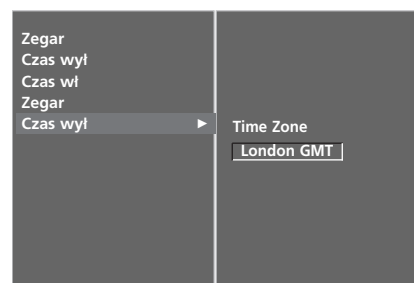 Zegar
Czas wył
Czas wł
Zegar
Czas wył ►
Time Zone
London GMT